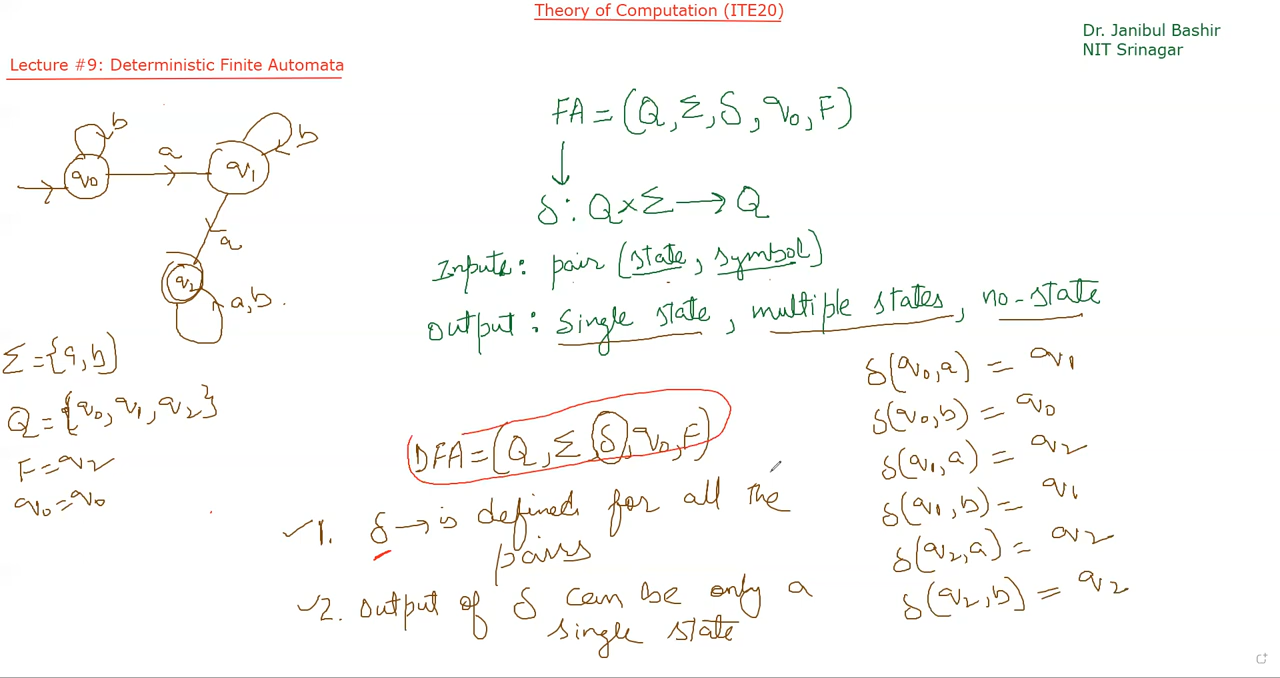 Theory of Computation (ITE20)
Dr. Janibul Bashir
NIT Srinagar
Lecture #9: Deterministic Finite Automata
b
a
b
q0
q1
a
q2
a,b.
Σ={a,b}
Q={q0,q1,q2}
F=q2
q0=q0
FA=(Q,Σ,δ,q0,F)
δ: Q×Σ→Q
Inputs: pair (state, symbol)
Output: Single state, multiple states, no-state
DFA=(Q,Σ,δ,q0,F)
✓1. δ→is defined for all the
pairs
✓2. Output of δ can be only a
single state
δ(q0,a) = q1
δ(q0,b) = q0
δ(q1,a) = q2
δ(q1,b) = q1
δ(q2,a) = q2
δ(q2,b) = q2